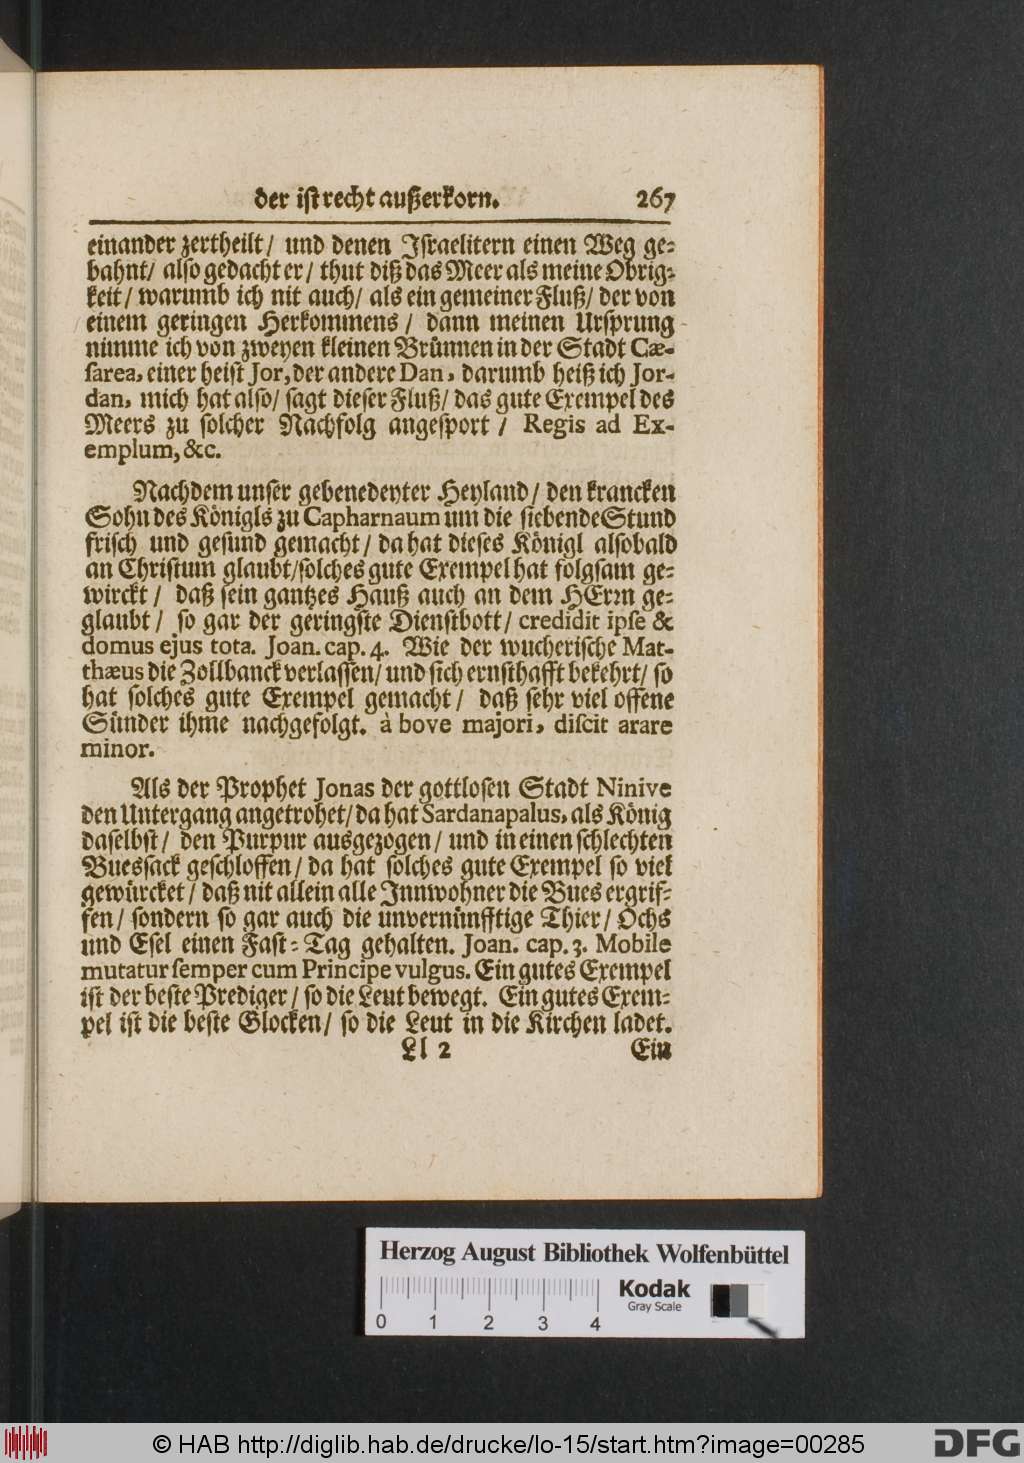 der ist recht außerkorn. 267
einander zertheilt/ und denen Israelitern einen Weg ge-
bahnt/ also gedacht er/ thut diß das Meer als meine Obrig-
keit/ warumb ich nit auch/ als ein gemeiner Fluß/ der von
einem geringen Herkommens/ dann meinen Ursprung
nimme ich von zweyen kleinen Brünnen in der Stadt Cæ-
sarea, einer heist Jor, der andere Dan, darumb heiß ich Jor-
dan, mich hat also/ sagt dieser Fluß/ das gute Exempel des
Meers zu solcher Nachfolg angesport/ Regis ad Ex-
emplum, &c.
Nachdem unser gebenedeyter Heyland/ den krancken
Sohn des Königls zu Capharnaum um die siebende Stund
frisch und gesund gemacht/ da hat dieses Königl alsobald
an Christum glaubt/ solches gute Exempel hat folgsam ge-
wirckt/ daß sein gantzes Hauß auch an dem HErrn ge-
glaubt/ so gar der geringste Dienstbott/ credidit ipse &
domus ejus tota. Joan. cap. 4. Wie der wucherische Mat-
thæus die Zollbanck verlassen/ und sich ernsthafft bekehrt/ so
hat solches gute Exempel gemacht/ daß sehr viel offene
Sünder ihme nachgefolgt. à bove majori, discit arare
minor.
Als der Prophet Jonas der gottlosen Stadt Ninive
den Untergang angetrohet/ da hat Sardanapalus, als König
daselbst/ den Purpur ausgezogen/ und in einen schlechten
Buessack geschloffen/ da hat solches gute Exempel so viel
gewürcket/ daß nit allein alle Innwohner die Bues ergrif-
fen/ sondern so gar auch die unvernünfftige Thier/ Ochs
und Esel einen Fast-Tag gehalten. Joan. cap. 3. Mobile
mutatur semper cum Principe vulgus. Ein gutes Exempel
ist der beste Prediger/ so die Leut bewegt. Ein gutes Exem-
pel ist die beste Glocken/ so die Leut in die Kirchen ladet.
Ll 2 Ein
Herzog August Bibliothek Wolfenbüttel
Kodak
Gray Scale
0 1 2 3 4
© HAB http://diglib.hab.de/drucke/lo-15/start.htm?image=00285
DFG